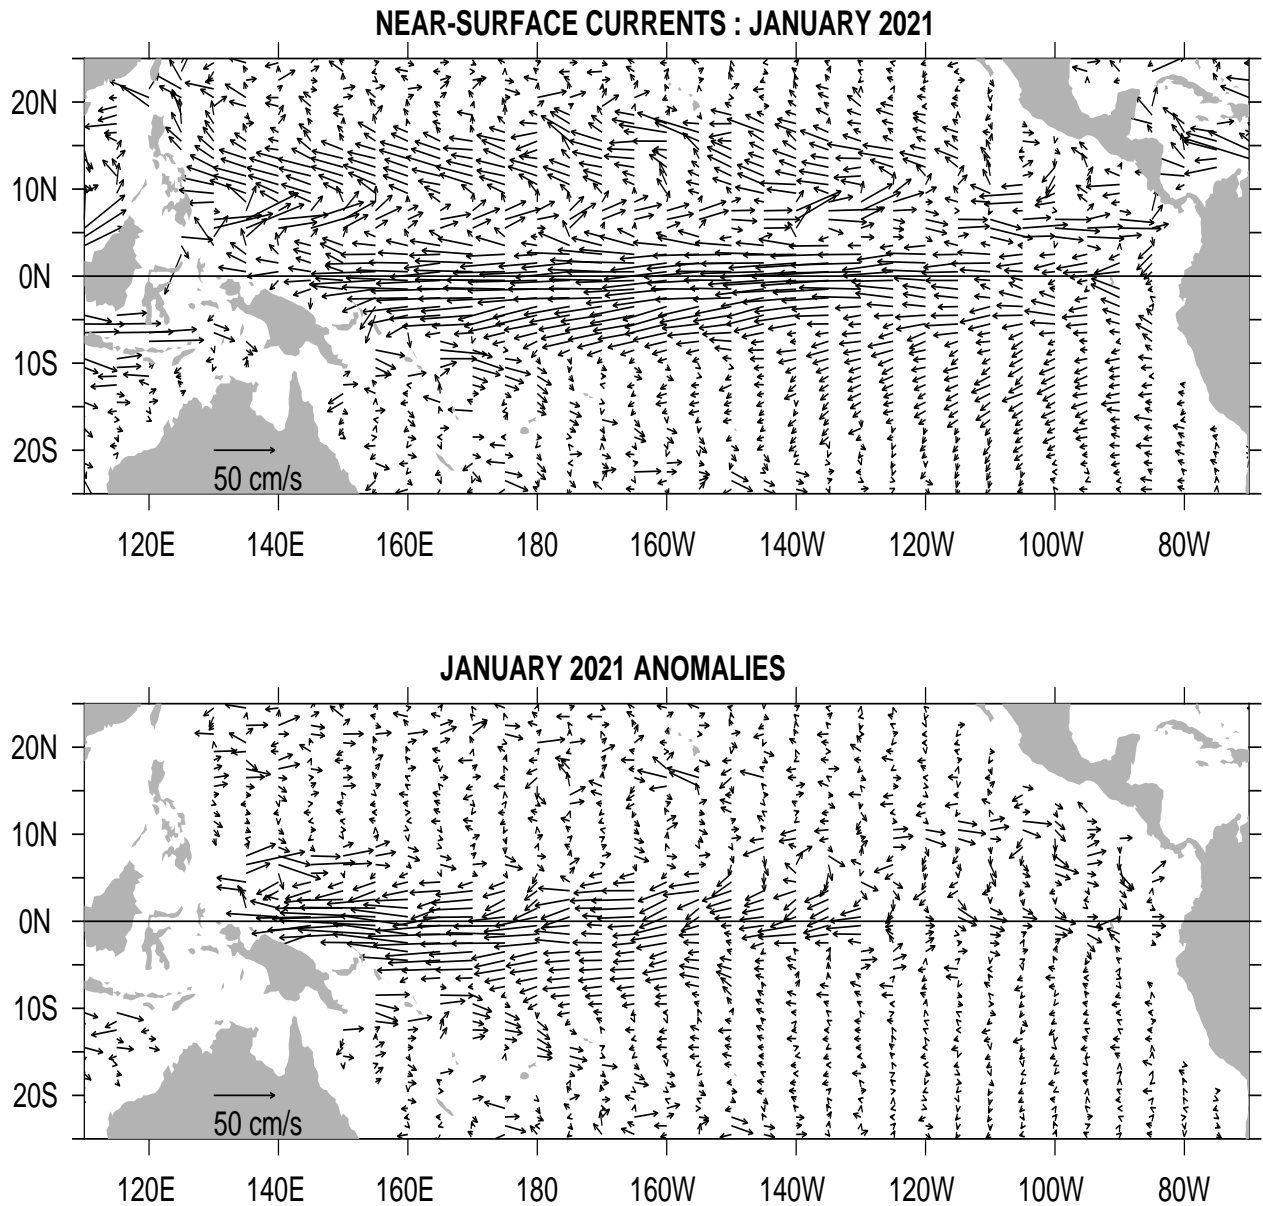 NEAR-SURFACE CURRENTS : JANUARY 2021
20N
10N
0N
10S
20S
50 cm/s
120E 140E 160E 180 160W 140W 120W 100W 80W
JANUARY 2021 ANOMALIES
20N
10N
0N
10S
20S
50 cm/s
120E 140E 160E 180 160W 140W 120W 100W 80W